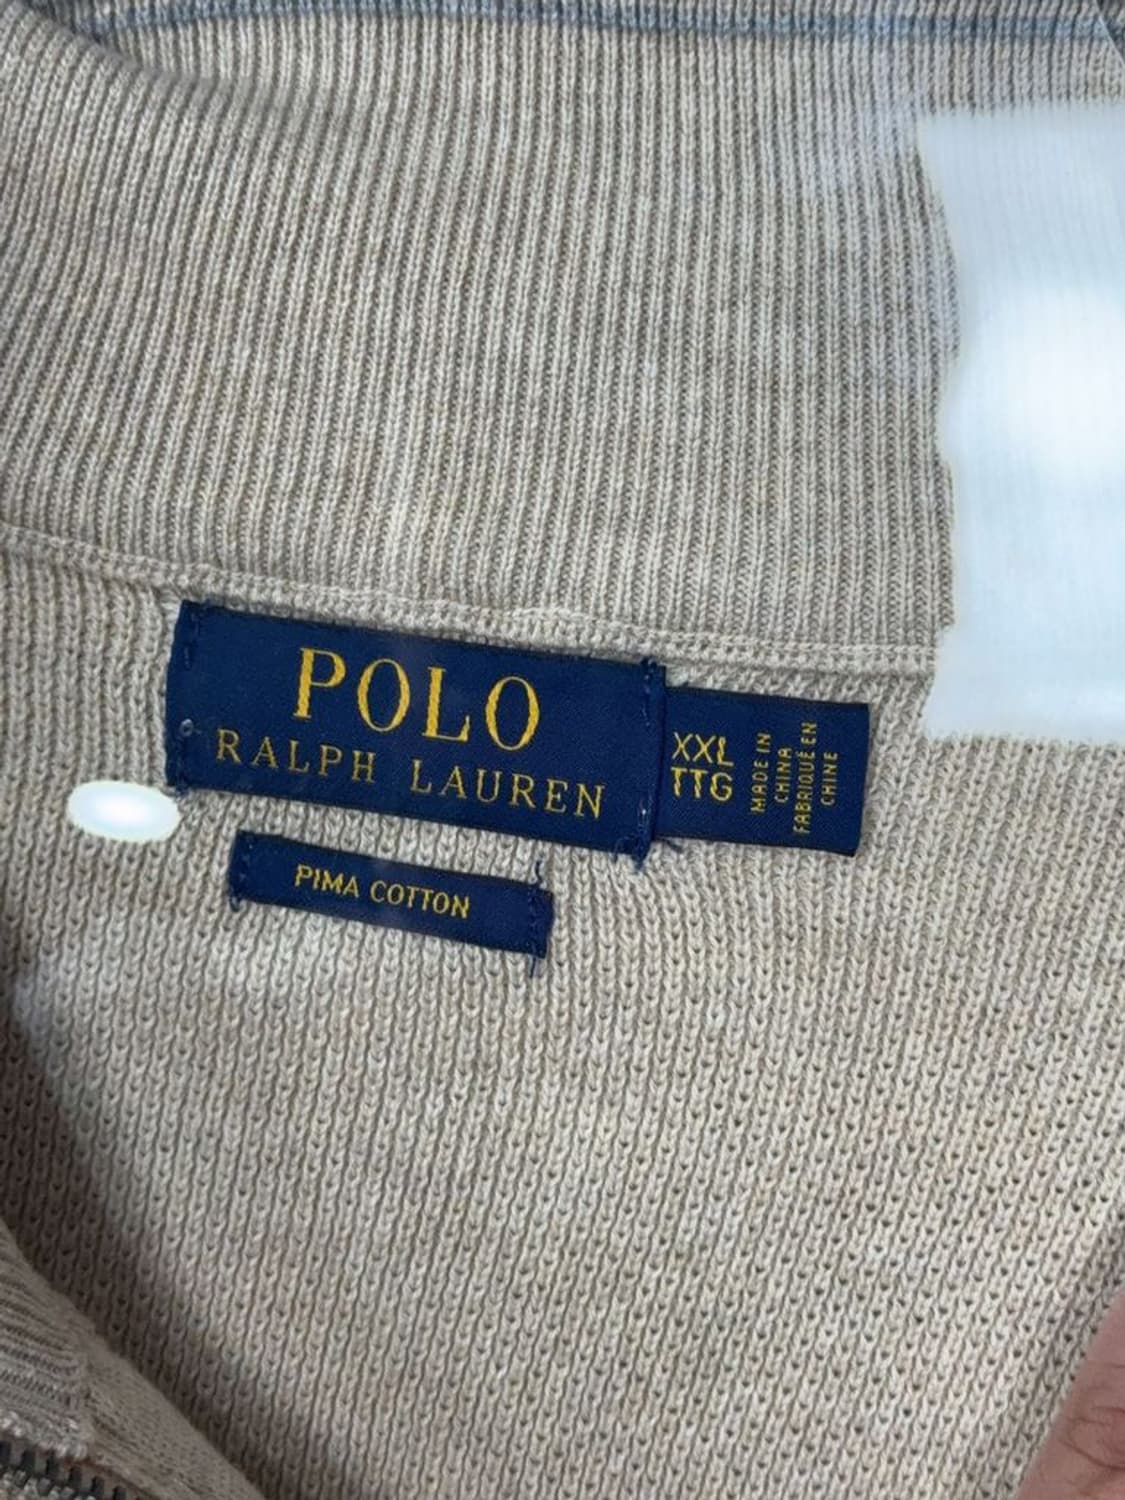 POLO
RALPH LAUREN
XXL
TTG
MADE IN
CHINA
FABRIQUÉ EN
CHINE
PIMA COTTON